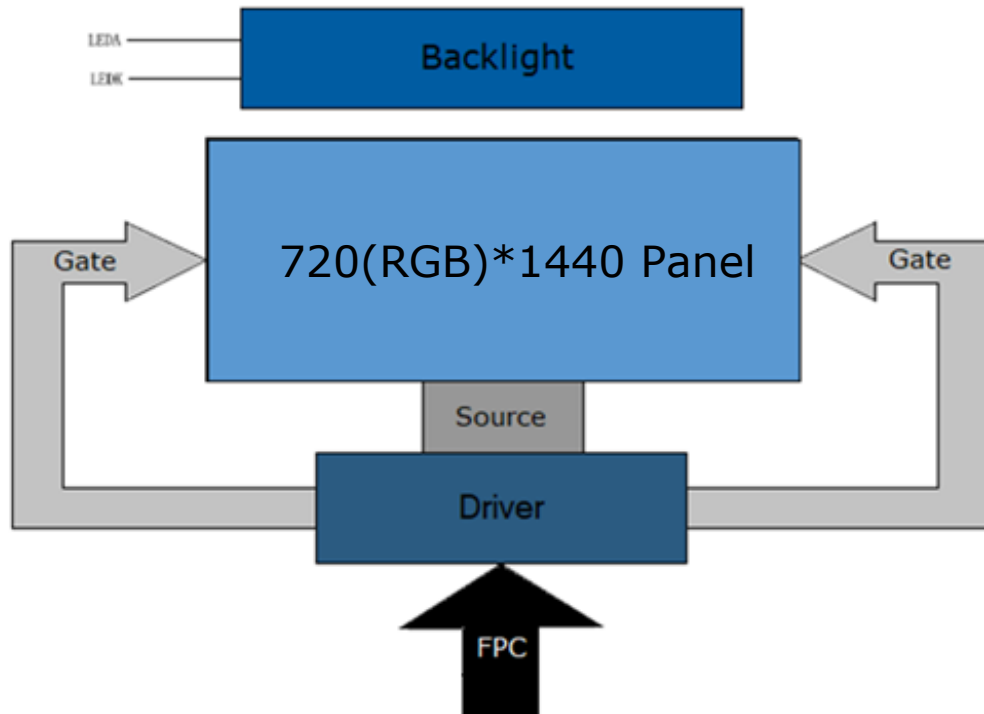 LEDA
Backlight
LEDK
720(RGB)*1440 Panel
Gate
Gate
Source
Driver
FPC